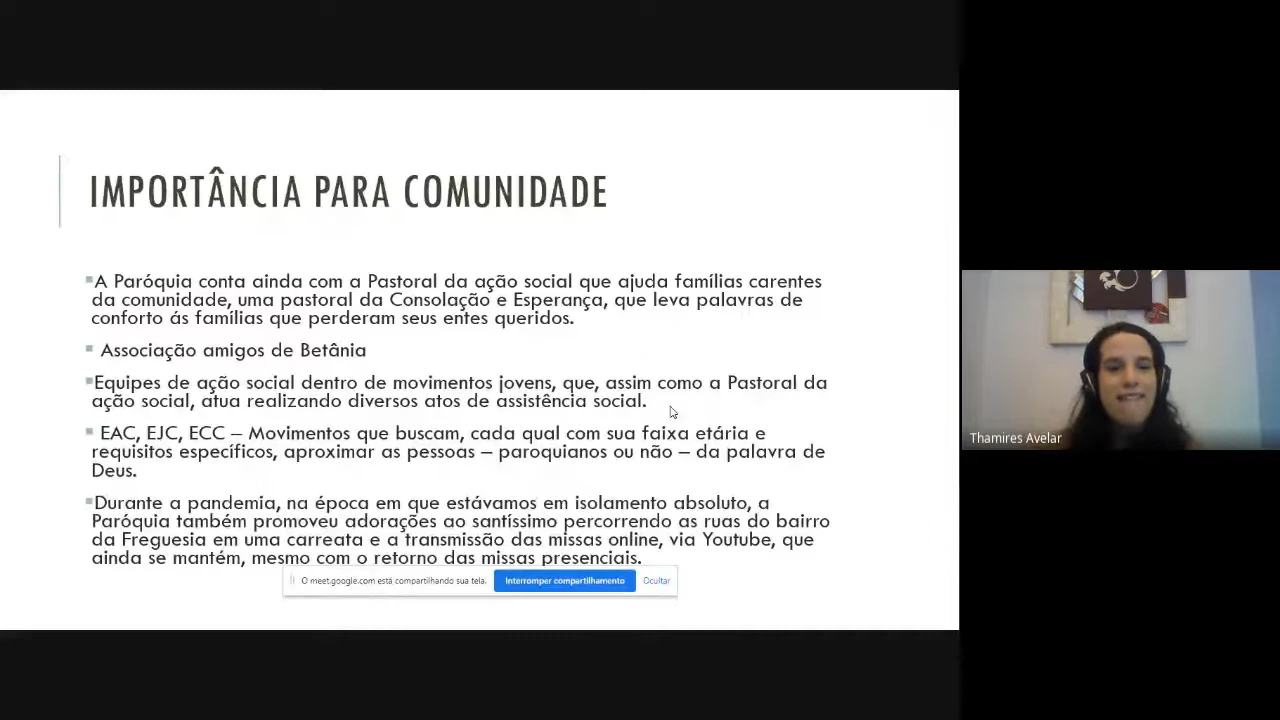 IMPORTÂNCIA PARA COMUNIDADE
A Paróquia conta ainda com a Pastoral da ação social que ajuda famílias carentes
da comunidade, uma pastoral da Consolação e Esperança, que leva palavras de
conforto ás famílias que perderam seus entes queridos.
Associação amigos de Betânia
Equipes de ação social dentro de movimentos jovens, que, assim como a Pastoral da
ação social, atua realizando diversos atos de assistência social.
EAC, EJC, ECC – Movimentos que buscam, cada qual com sua faixa etária e
requisitos específicos, aproximar as pessoas – paroquianos ou não – da palavra de
Deus.
Durante a pandemia, na época em que estávamos em isolamento absoluto, a
Paróquia também promoveu adorações ao santíssimo percorrendo as ruas do bairro
da Freguesia em uma carreata e a transmissão das missas online, via Youtube, que
ainda se mantém, mesmo com o retorno das missas presenciais.
O meet.google.com está compartilhando sua tela. Interromper compartilhamento Ocultar
Thamires Avelar